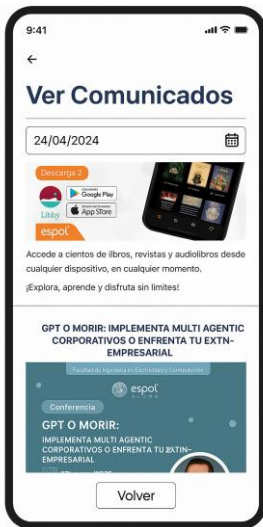 9:41
Ver Comunicados
24/04/2024
Descarga 2
Libby
Google Play
App Store
espol
Accede a cientos de ilbros, revistas y audiolibros desde
cualquier dispositivo, en cualquier momento.
¡Explora, aprende y disfruta sin limites!
GPT O MORIR: IMPLEMENTA MULTI AGENTIC
CORPORATIVOS O ENFRENTA TU EXTN-
EMPRESARIAL
Facultad de Ingeniería en Electricidad y Computación
espol
Conferencia
GPT O MORIR:
IMPLEMENTA MULTI AGENTIC
CORPORATIVOS O ENFRENTA TU EXTIN-
EMPRESARIAL
Volver